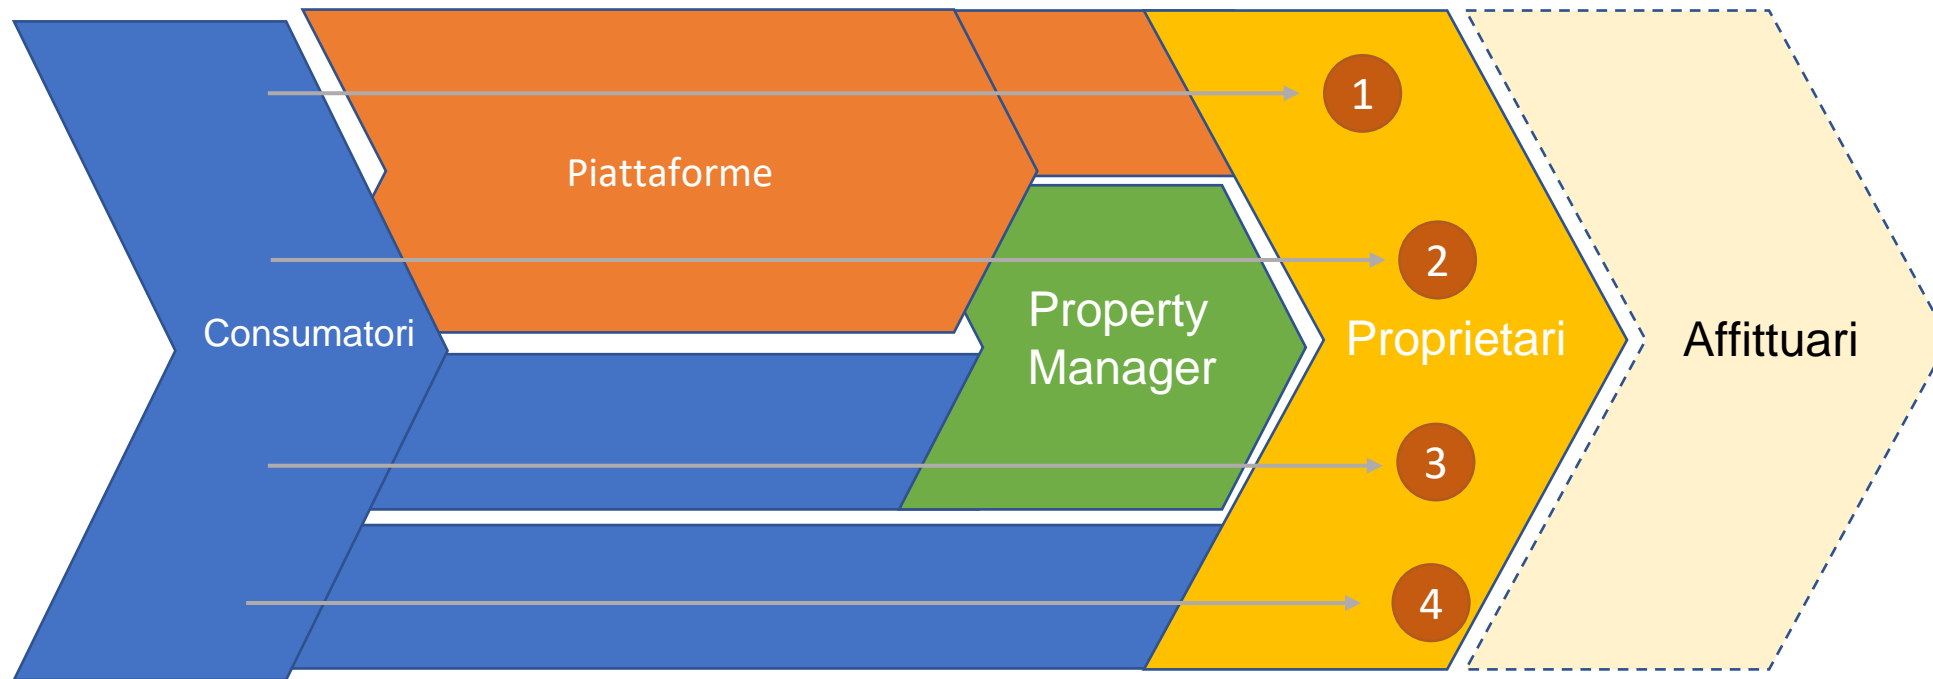 1
Piattaforme
2
Consumatori
Property
Manager
Proprietari
Affittuari
3
4